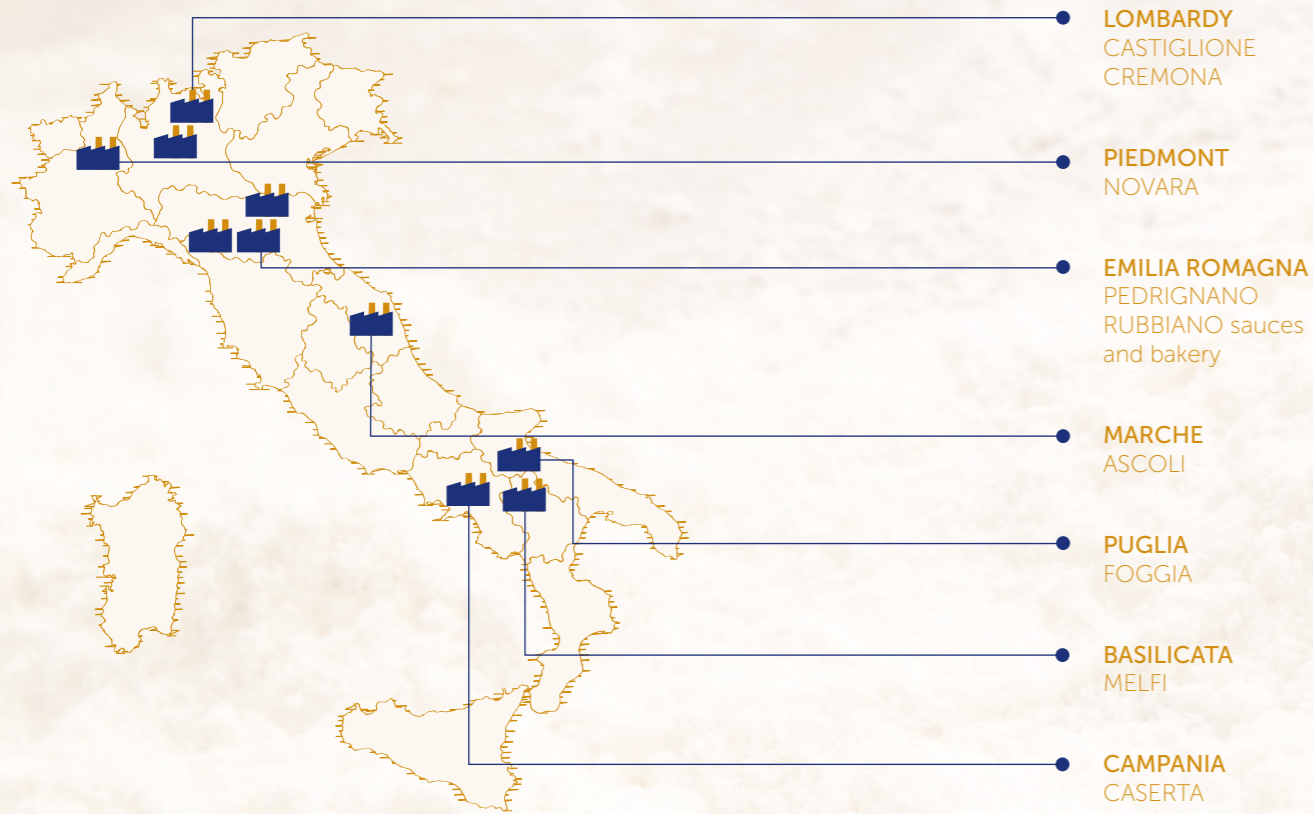 LOMBARDY
CASTIGLIONE
CREMONA
PIEDMONT
NOVARA
EMILIA ROMAGNA
PEDRIGNANO
RUBBIANO sauces
and bakery
MARCHE
ASCOLI
PUGLIA
FOGGIA
BASILICATA
MELFI
CAMPANIA
CASERTA